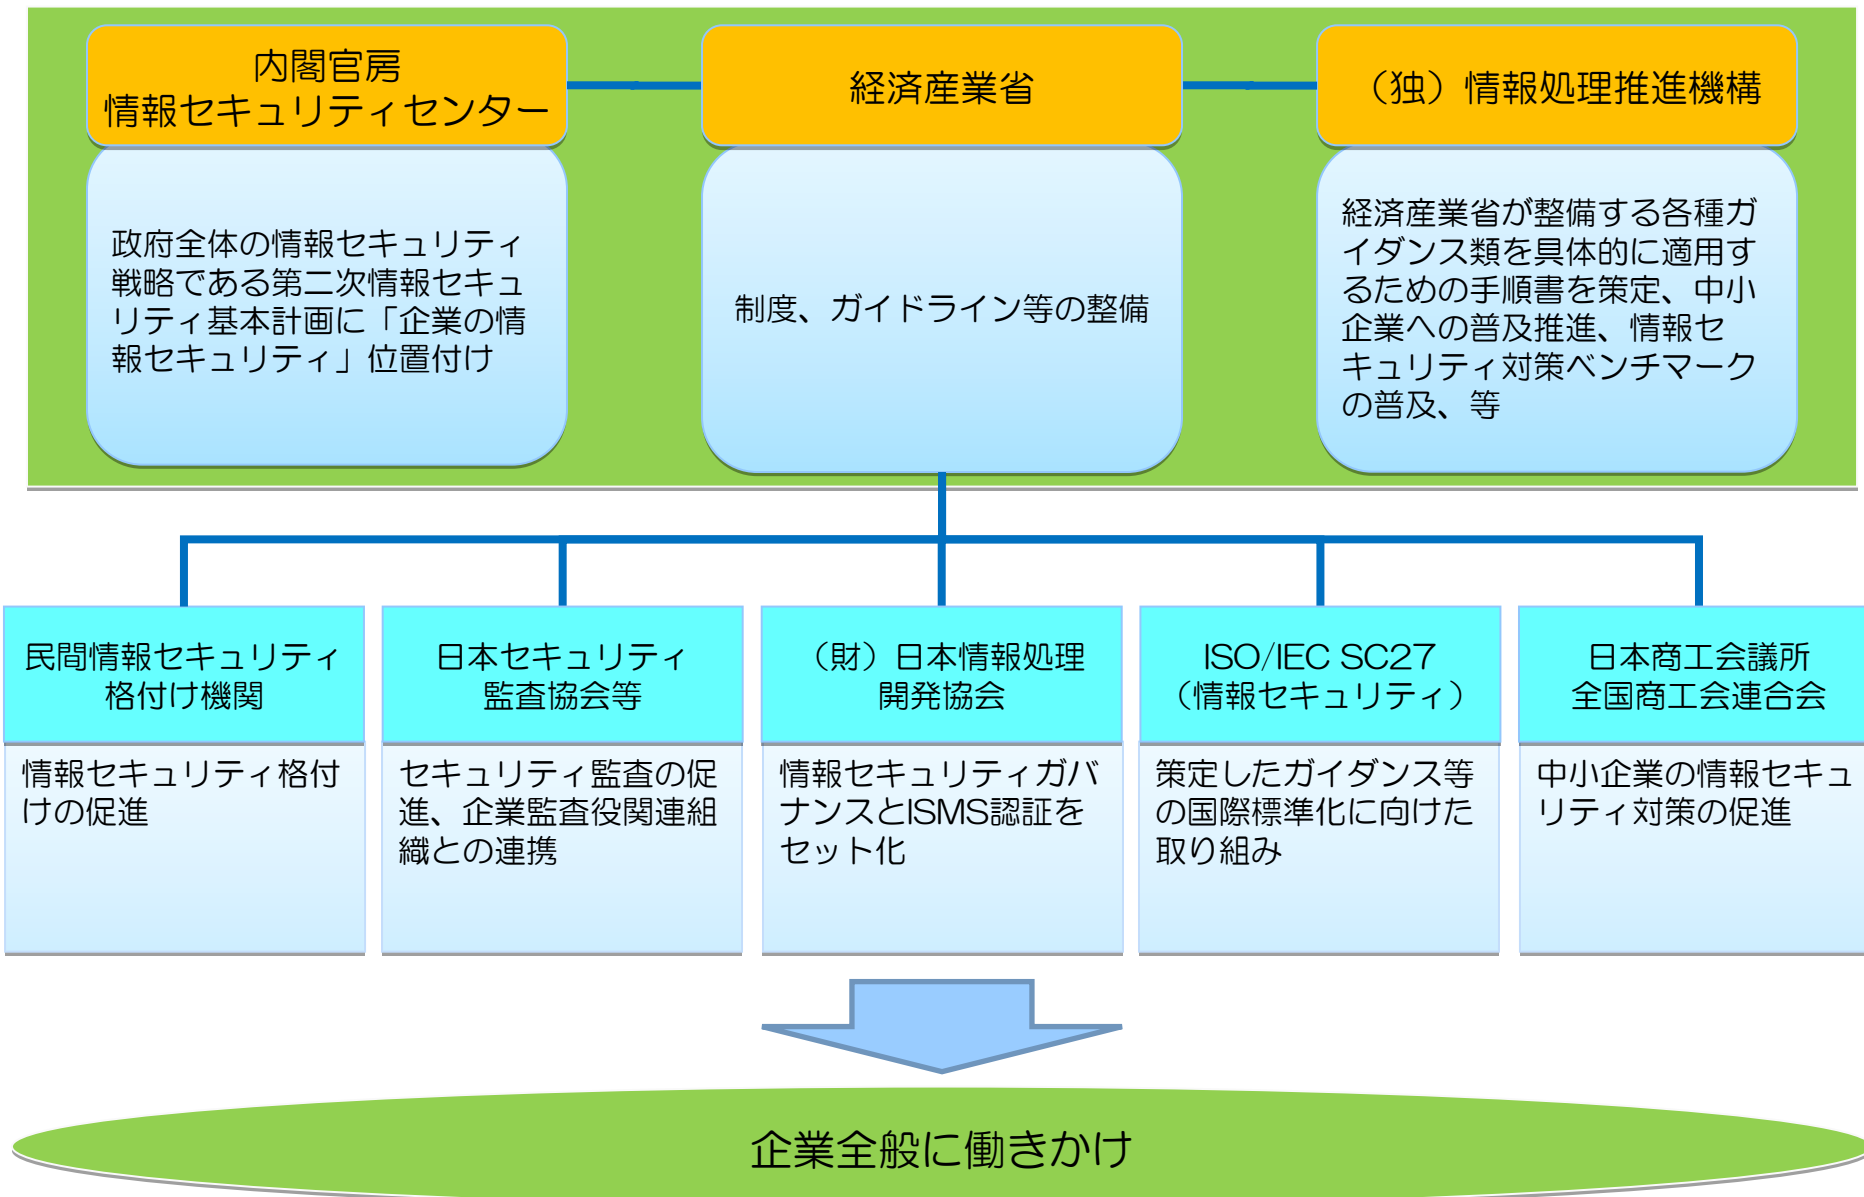 内閣官房
情報セキュリティセンター
経済産業省
（独）情報処理推進機構
政府全体の情報セキュリティ
戦略である第二次情報セキュ
リティ基本計画に「企業の情
報セキュリティ」位置付け
制度、ガイドライン等の整備
経済産業省が整備する各種ガ
イダンス類を具体的に適用す
るための手順書を策定、中小
企業への普及推進、情報セ
キュリティ対策ベンチマーク
の普及、等
民間情報セキュリティ
格付け機関
情報セキュリティ格付
けの促進
日本セキュリティ
監査協会等
セキュリティ監査の促
進、企業監査役関連組
織との連携
（財）日本情報処理
開発協会
情報セキュリティガバ
ナンスとISMS認証を
セット化
ISO/IEC SC27
（情報セキュリティ）
策定したガイダンス等
の国際標準化に向けた
取り組み
日本商工会議所
全国商工会連合会
中小企業の情報セキュ
リティ対策の促進
企業全般に働きかけ